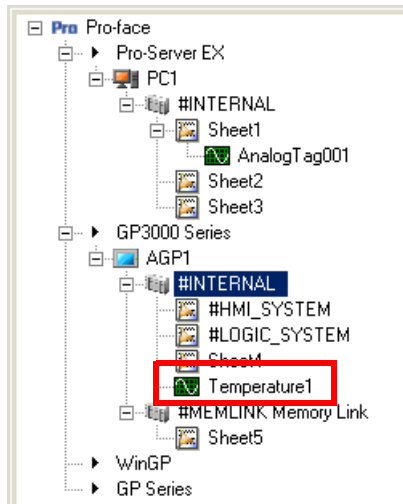 Pro Pro-face
Pro-Server EX
PC1
#INTERNAL
Sheet1
AnalogTag001
Sheet2
Sheet3
GP3000 Series
AGP1
#INTERNAL
#HMI_SYSTEM
#LOGIC_SYSTEM
Sheet4
Temperature1
#MEMLINK Memory Link
Sheet5
WinGP
GP Series